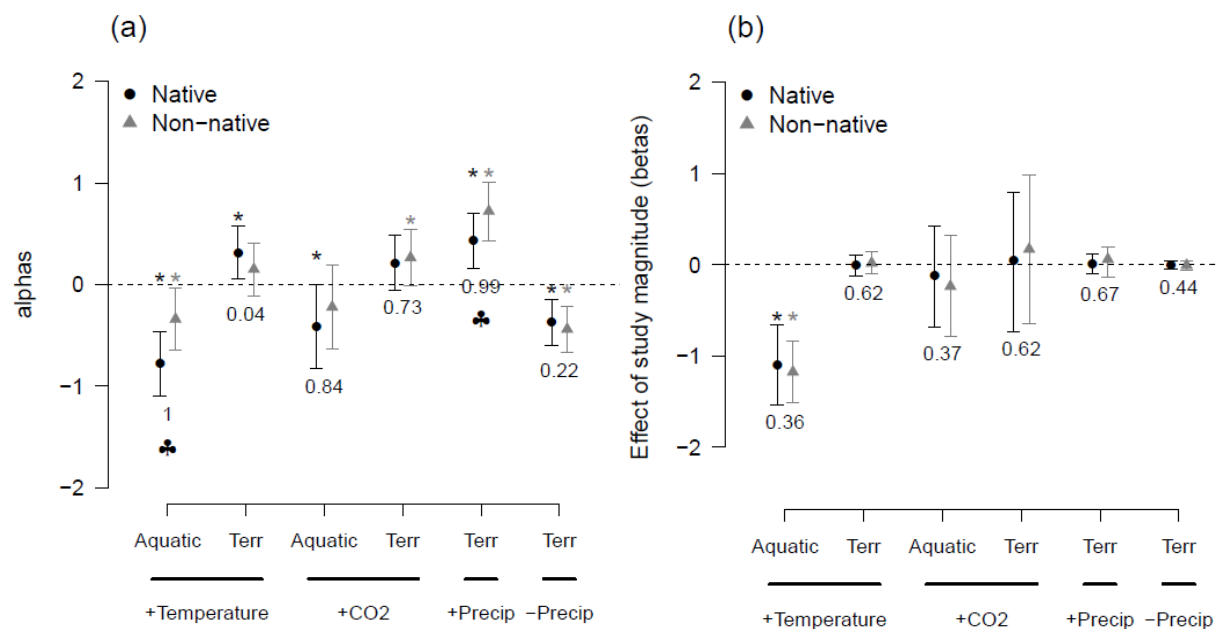 (a)
2
1
0
−1
−2
alphas
Native
Non−native
* *
*
*
*
* *
* *
1
0.04
0.84
0.73
0.99
0.22
♣
♣
Aquatic Terr Aquatic Terr Terr Terr
+Temperature +CO2 +Precip −Precip
(b)
2
1
0
−1
−2
Effect of study magnitude (betas)
Native
Non−native
* *
0.36
0.62
0.37
0.62
0.67
0.44
Aquatic Terr Aquatic Terr Terr Terr
+Temperature +CO2 +Precip −Precip